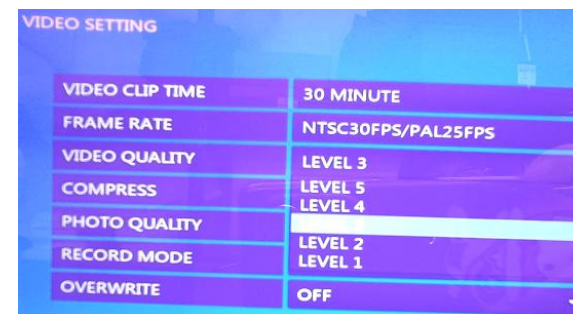 VIDEO SETTING
VIDEO CLIP TIME 30 MINUTE
FRAME RATE NTSC30FPS/PAL25FPS
VIDEO QUALITY LEVEL 3
COMPRESS LEVEL 5
LEVEL 4
PHOTO QUALITY
LEVEL 2
RECORD MODE LEVEL 1
OVERWRITE OFF